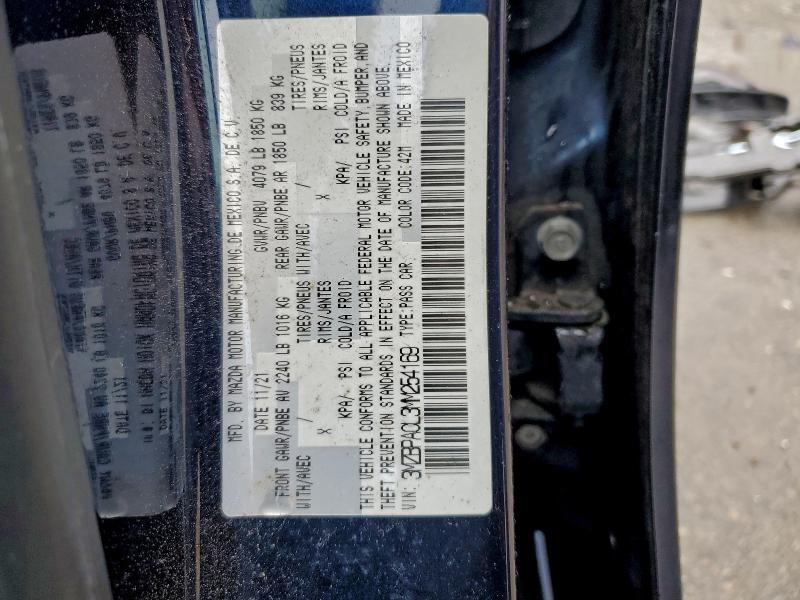 MFD. BY MAZDA MOTOR MANUFACTURING DE MEXICO S.A. DE C.V.
DATE 11/21 GVWR/PNBV 4079 LB 1850 KG
FRONT GAWR/PNBE AV 2240 LB 1016 KG REAR GAWR/PNBE AR 1850 LB 839 KG
WITH/AVEC / TIRES/PNEUS WITH/AVEC / TIRES/PNEUS
X RIMS/JANTES X RIMS/JANTES
KPA/ PSI COLD/A FROID KPA/ PSI COLD/A FROID
THIS VEHICLE CONFORMS TO ALL APPLICABLE FEDERAL MOTOR VEHICLE SAFETY, BUMPER, AND
THEFT PREVENTION STANDARDS IN EFFECT ON THE DATE OF MANUFACTURE SHOWN ABOVE.
VIN: 3MZBPACL3NM254169 TYPE:PASS CAR COLOR CODE:42M MADE IN MEXICO